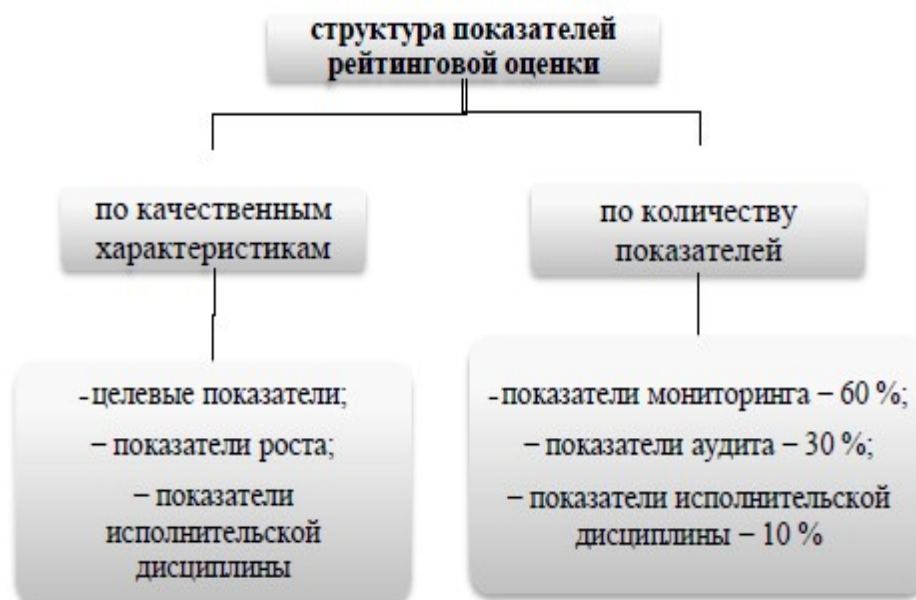 структура показателей
рейтинговой оценки
по качественным
характеристикам
по количеству
показателей
-целевые показатели;
– показатели роста;
– показатели
исполнительской
дисциплины
-показатели мониторинга – 60 %;
– показатели аудита – 30 %;
– показатели исполнительской
дисциплины – 10 %